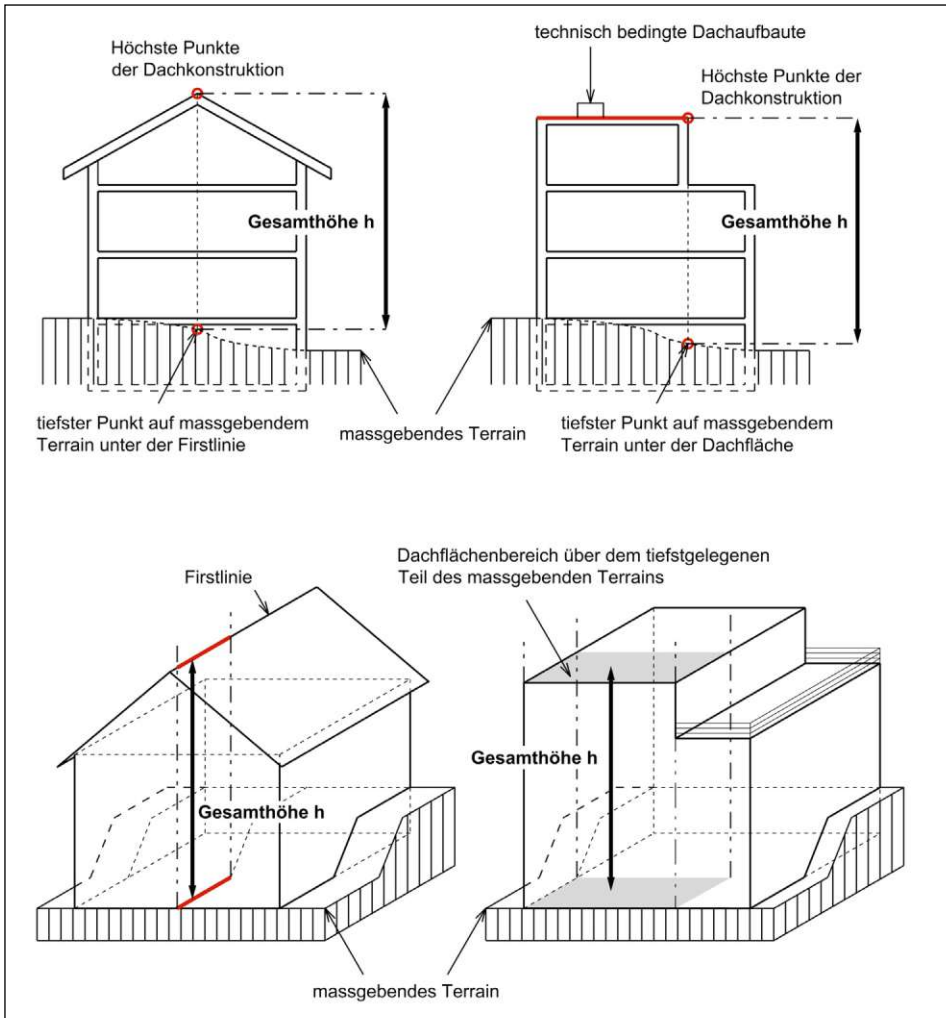 Höchste Punkte
der Dachkonstruktion
technisch bedingte Dachaufbaute
Höchste Punkte der
Dachkonstruktion
Gesamthöhe h
Gesamthöhe h
tiefster Punkt auf massgebendem
Terrain unter der Firstlinie
massgebendes Terrain
tiefster Punkt auf massgebendem
Terrain unter der Dachfläche
Firstlinie
Dachflächenbereich über dem tiefstgelegenen
Teil des massgebenden Terrains
Gesamthöhe h
Gesamthöhe h
massgebendes Terrain